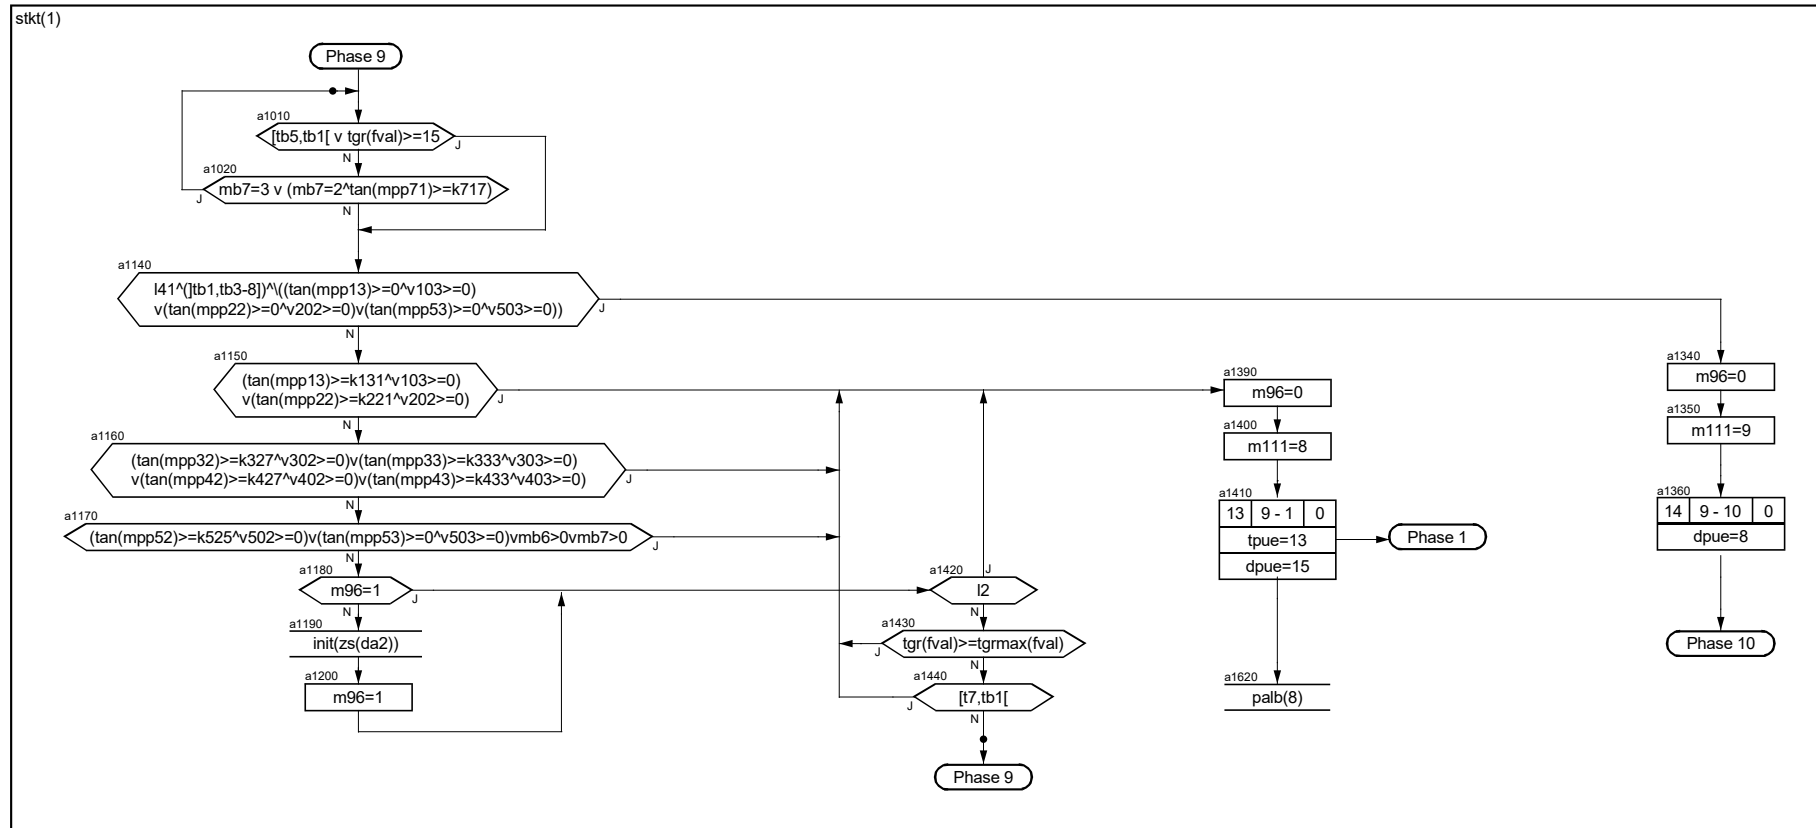 stkt(1)
Phase 9
a1010
[tb5,tb1[ v tgr(fval)>=15
J
N
a1020
mb7=3 v (mb7=2^tan(mpp71)>=k717)
J
N
a1140
l41^(]tb1,tb3-8])^\((tan(mpp13)>=0^v103>=0)
v(tan(mpp22)>=0^v202>=0)v(tan(mpp53)>=0^v503>=0))
J
N
a1150
(tan(mpp13)>=k131^v103>=0)
v(tan(mpp22)>=k221^v202>=0)
J
N
a1160
(tan(mpp32)>=k327^v302>=0)v(tan(mpp33)>=k333^v303>=0)
v(tan(mpp42)>=k427^v402>=0)v(tan(mpp43)>=k433^v403>=0)
J
N
a1170
(tan(mpp52)>=k525^v502>=0)v(tan(mpp53)>=0^v503>=0)vmb6>0vmb7>0
J
N
a1180
m96=1
J
N
a1190
init(zs(da2))
a1200
m96=1
a1420
J
l2
N
a1430
tgr(fval)>=tgrmax(fval)
J
N
a1440
[t7,tb1[
J
N
Phase 9
a1390
m96=0
a1400
m111=8
a1410
13 9 - 1 0
tpue=13
dpue=15
Phase 1
a1620
palb(8)
a1340
m96=0
a1350
m111=9
a1360
14 9 - 10 0
dpue=8
Phase 10